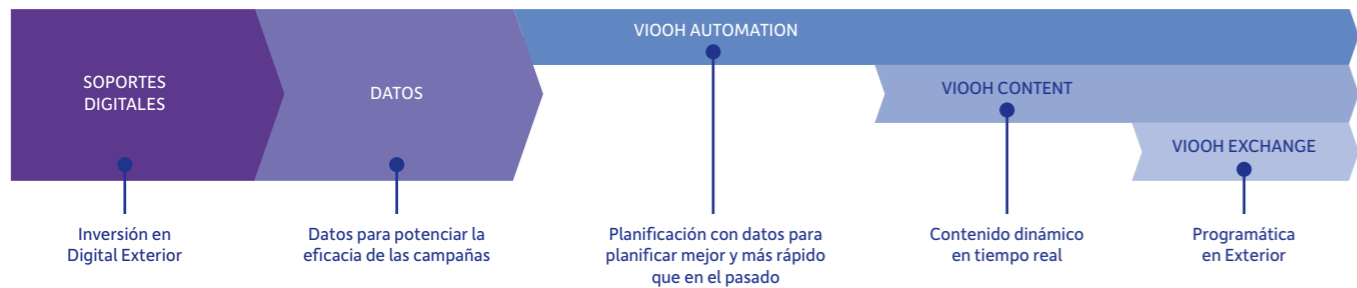 SOPORTES
DIGITALES
DATOS
VIOOH AUTOMATION
VIOOH CONTENT
VIOOH EXCHANGE
Inversión en
Digital Exterior
Datos para potenciar la
eficacia de las campañas
Planificación con datos para
planificar mejor y más rápido
que en el pasado
Contenido dinámico
en tiempo real
Programática
en Exterior